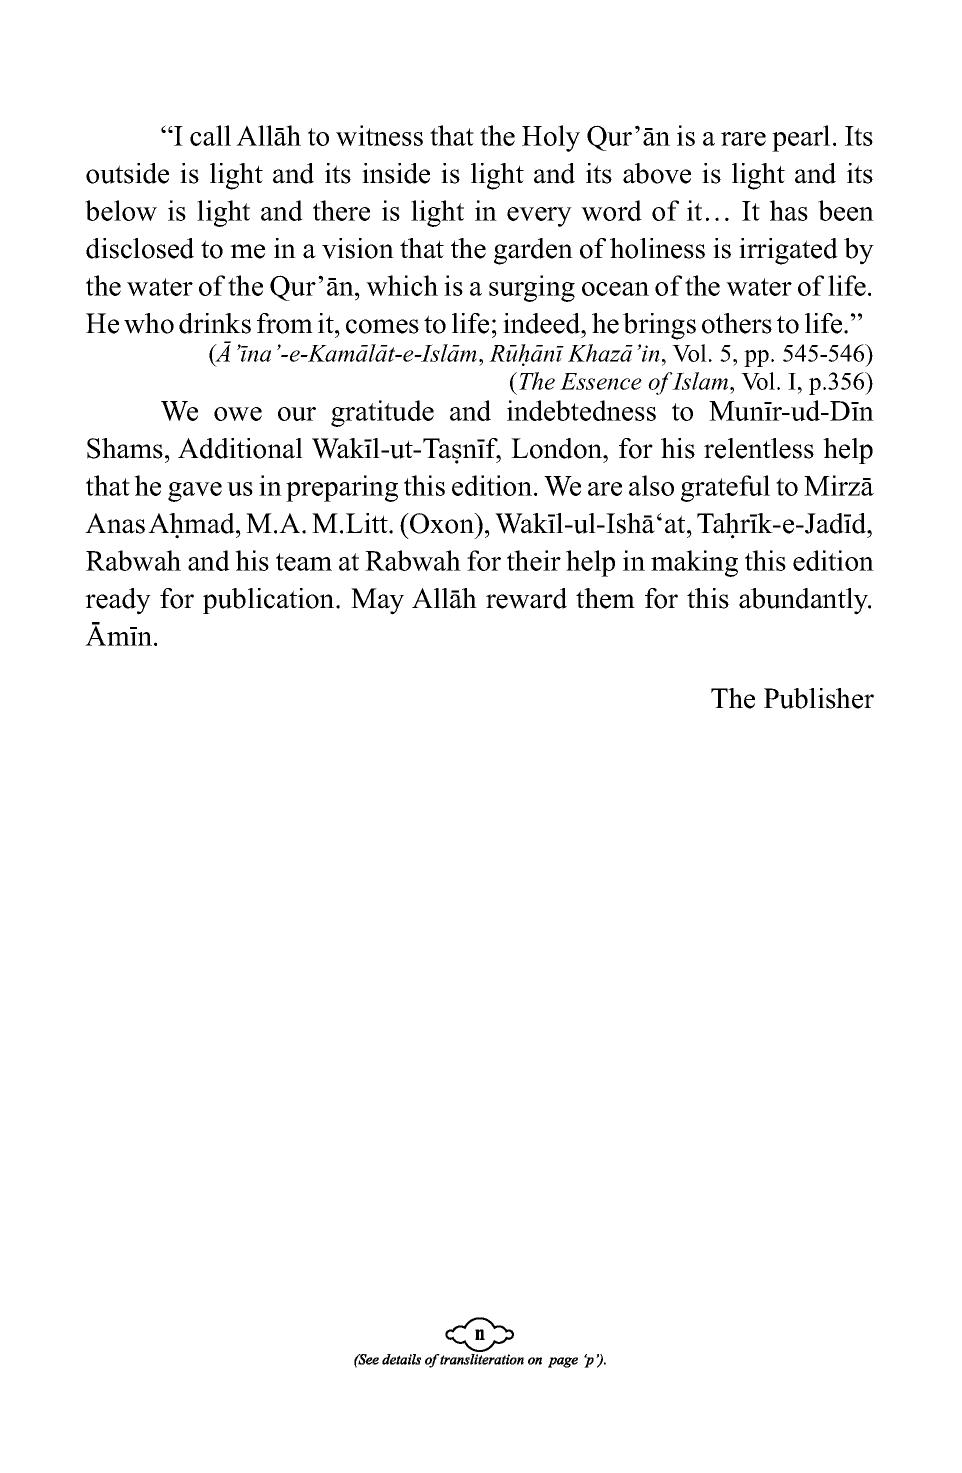 “I call Allāh to witness that the Holy Qur’ān is a rare pearl. Its
outside is light and its inside is light and its above is light and its
below is light and there is light in every word of it… It has been
disclosed to me in a vision that the garden of holiness is irrigated by
the water of the Qur’ān, which is a surging ocean of the water of life.
He who drinks from it, comes to life; indeed, he brings others to life.”
(Ā’īna’-e-Kamālāt-e-Islām, Rūḥānī Khazā’in, Vol. 5, pp. 545-546)
(The Essence of Islam, Vol. I, p.356)
We owe our gratitude and indebtedness to Munīr-ud-Dīn
Shams, Additional Wakīl-ut-Taṣnīf, London, for his relentless help
that he gave us in preparing this edition. We are also grateful to Mirzā
Anas Aḥmad, M.A. M.Litt. (Oxon), Wakīl-ul-Ishā‘at, Taḥrīk-e-Jadīd,
Rabwah and his team at Rabwah for their help in making this edition
ready for publication. May Allāh reward them for this abundantly.
Āmīn.
The Publisher
n
(See details of transliteration on page ‘p’).